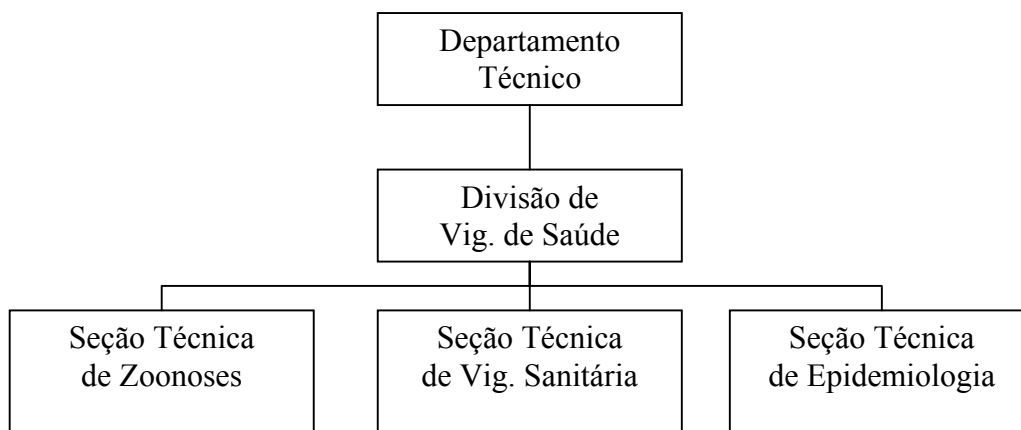 Departamento
Técnico
Divisão de
Vig. de Saúde
Seção Técnica
de Zoonoses
Seção Técnica
de Vig. Sanitária
Seção Técnica
de Epidemiologia